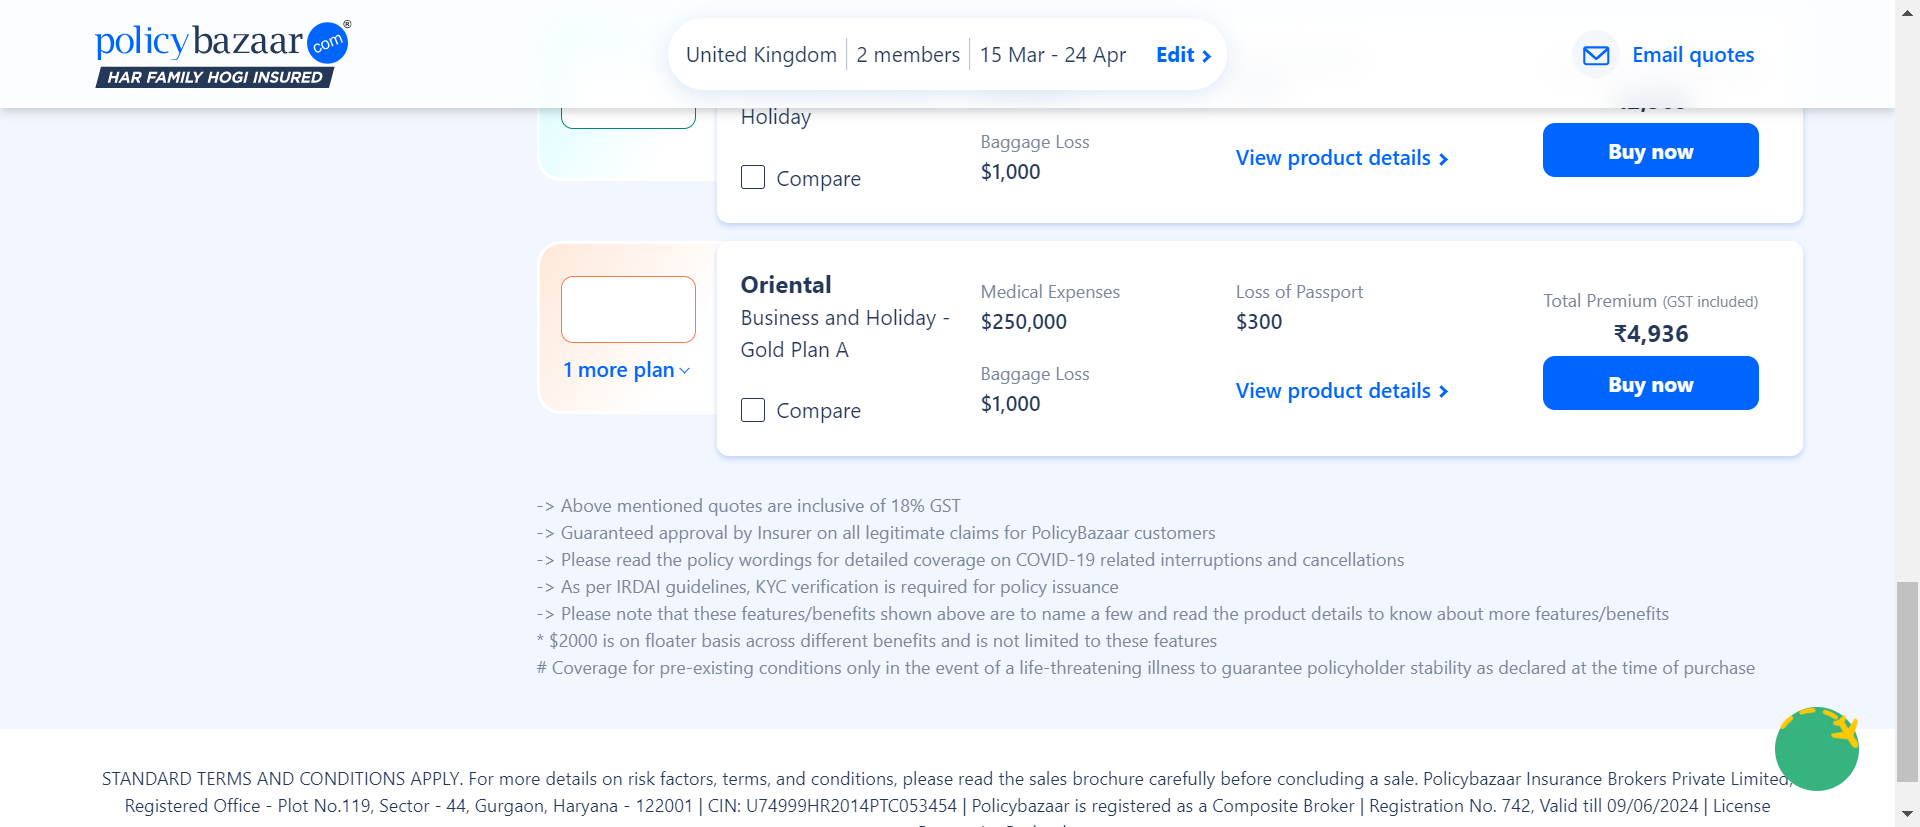 policybazaar.com®
HAR FAMILY HOGI INSURED
United Kingdom | 2 members | 15 Mar - 24 Apr Edit
Email quotes
Holiday
Compare
Baggage Loss
$1,000
View product details
Buy now
1 more plan
Oriental
Business and Holiday -
Gold Plan A
Compare
Medical Expenses
$250,000
Baggage Loss
$1,000
Loss of Passport
$300
View product details
Total Premium (GST included)
₹4,936
Buy now
-> Above mentioned quotes are inclusive of 18% GST
-> Guaranteed approval by Insurer on all legitimate claims for PolicyBazaar customers
-> Please read the policy wordings for detailed coverage on COVID-19 related interruptions and cancellations
-> As per IRDAI guidelines, KYC verification is required for policy issuance
-> Please note that these features/benefits shown above are to name a few and read the product details to know about more features/benefits
* $2000 is on floater basis across different benefits and is not limited to these features
# Coverage for pre-existing conditions only in the event of a life-threatening illness to guarantee policyholder stability as declared at the time of purchase
STANDARD TERMS AND CONDITIONS APPLY. For more details on risk factors, terms, and conditions, please read the sales brochure carefully before concluding a sale. Policybazaar Insurance Brokers Private Limited,
Registered Office - Plot No.119, Sector - 44, Gurgaon, Haryana - 122001 | CIN: U74999HR2014PTC053454 | Policybazaar is registered as a Composite Broker | Registration No. 742, Valid till 09/06/2024 | License